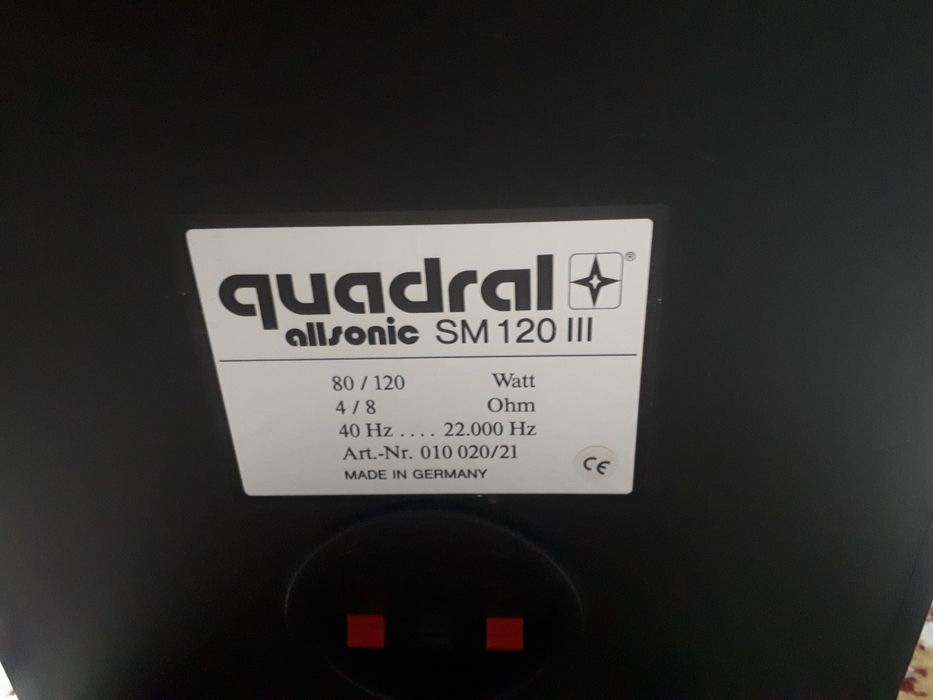 quadral ®
allsonic SM 120 III
80 / 120 Watt
4 / 8 Ohm
40 Hz .... 22.000 Hz
Art.-Nr. 010 020/21
MADE IN GERMANY
CE